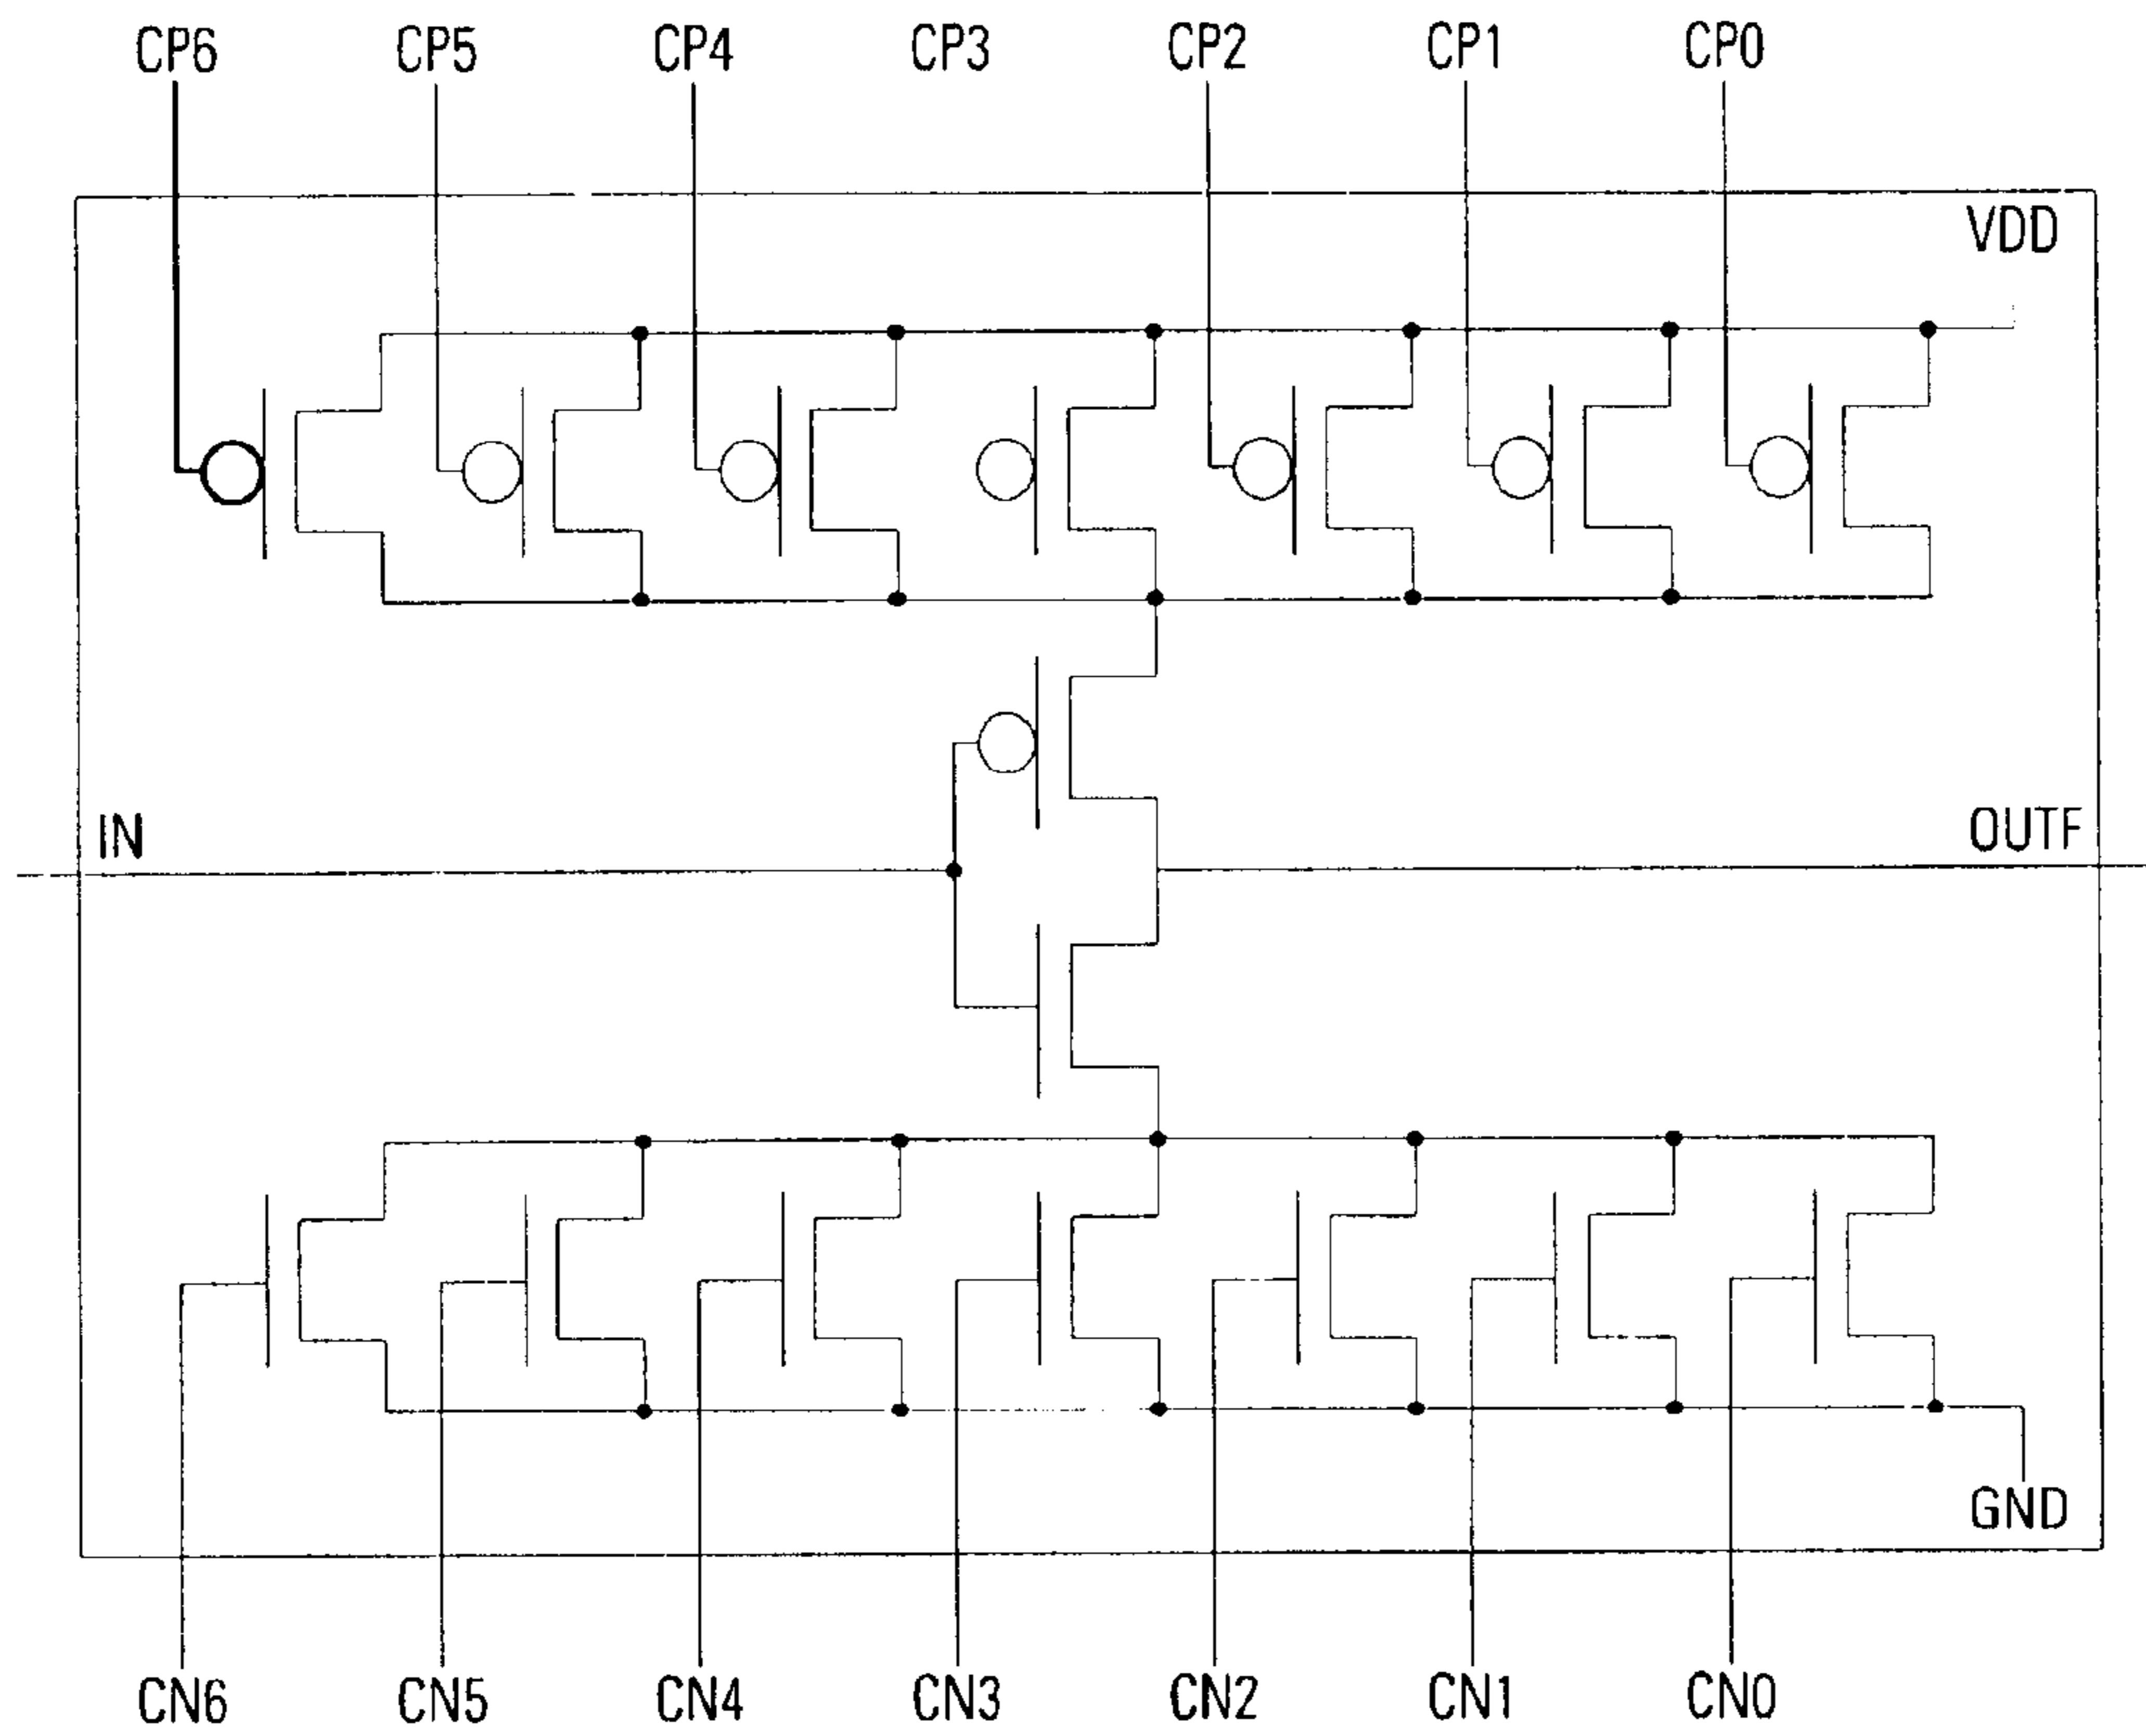 CP6 CP5 CP4 CP3 CP2 CP1 CP0
VDD
IN
OUTF
GND
CN6 CN5 CN4 CN3 CN2 CN1 CN0